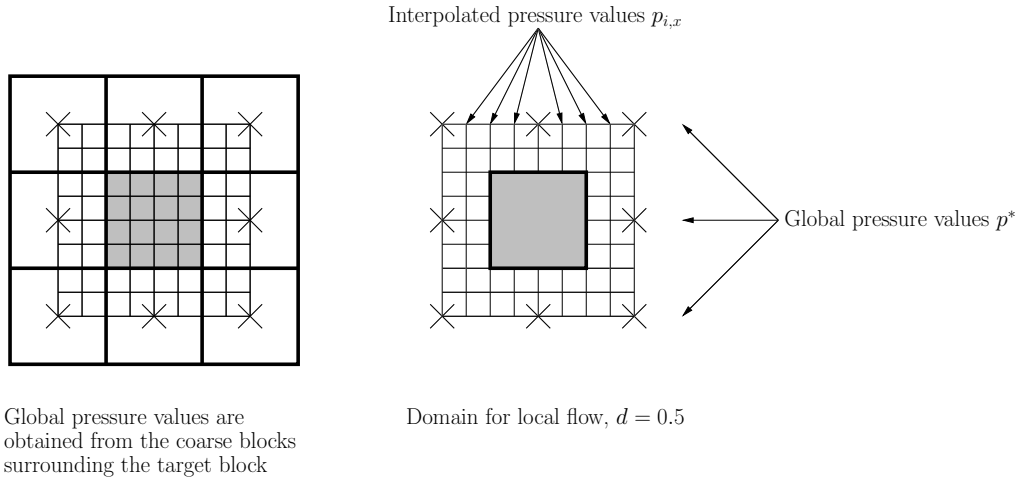 Interpolated pressure values p_{i,x}
Global pressure values p*
Global pressure values are
obtained from the coarse blocks
surrounding the target block
Domain for local flow, d = 0.5